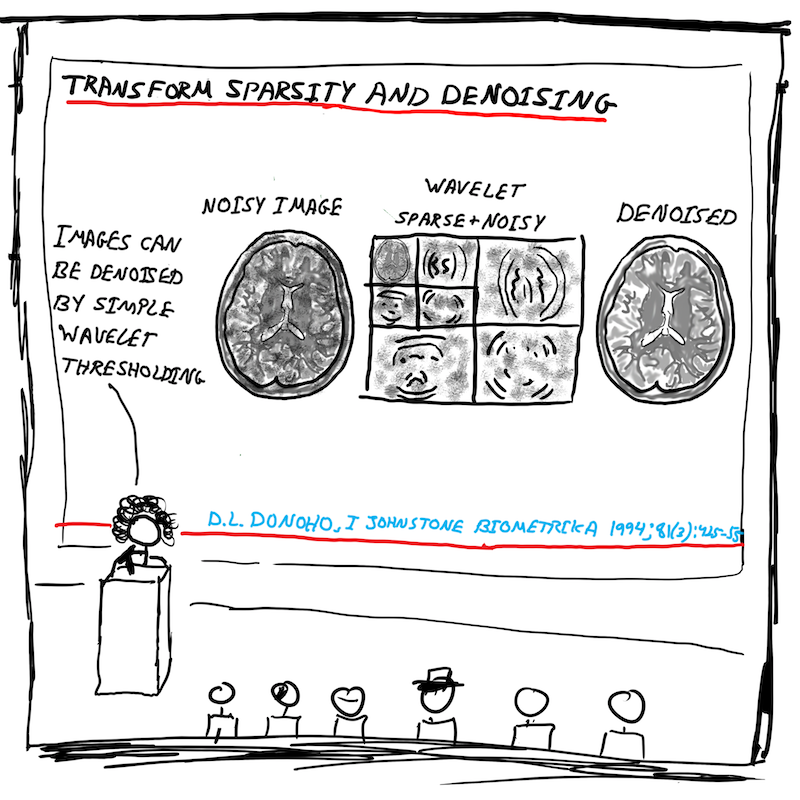 TRANSFORM SPARSITY AND DENOISING
NOISY IMAGE
WAVELET
SPARSE+NOISY
DENOISED
IMAGES CAN
BE DENOISED
BY SIMPLE
WAVELET
THRESHOLDING
D.L. DONOHO, I JOHNSTONE BIOMETRIKA 1994; 81(3):425-55